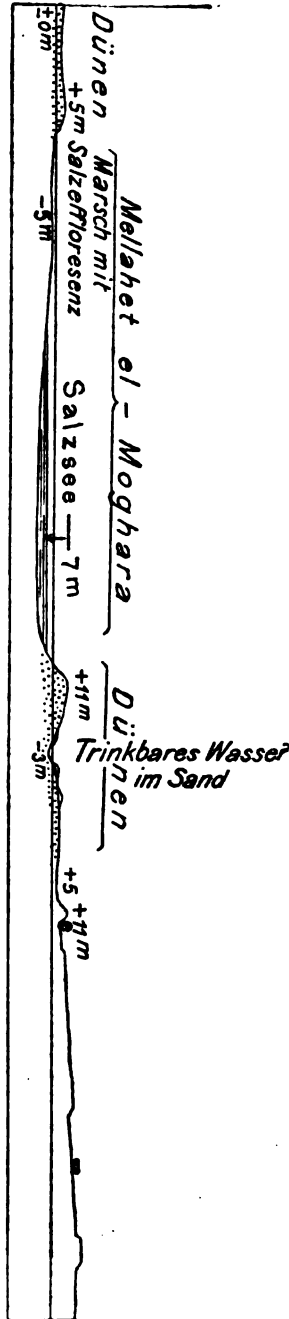 Dünen
±0m
+5m
Mellahet el-Moghara
Marsch mit
Salzeffloresenz
-5m
Salzsee — 7m
Dünen
+11m
-3m
Trinkbares Wasser
im Sand
+5 +11m